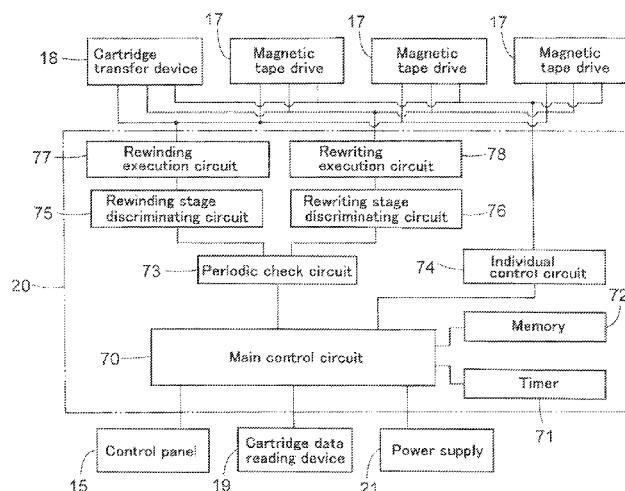 17 17 17
18 Cartridge transfer device Magnetic tape drive Magnetic tape drive Magnetic tape drive
77 Rewinding execution circuit Rewriting execution circuit 78
75 Rewinding stage discriminating circuit Rewriting stage discriminating circuit 76
20 73 Periodic check circuit 74 Individual control circuit 72
70 Main control circuit Memory
Timer
71
Control panel Cartridge data reading device Power supply
15 19 21